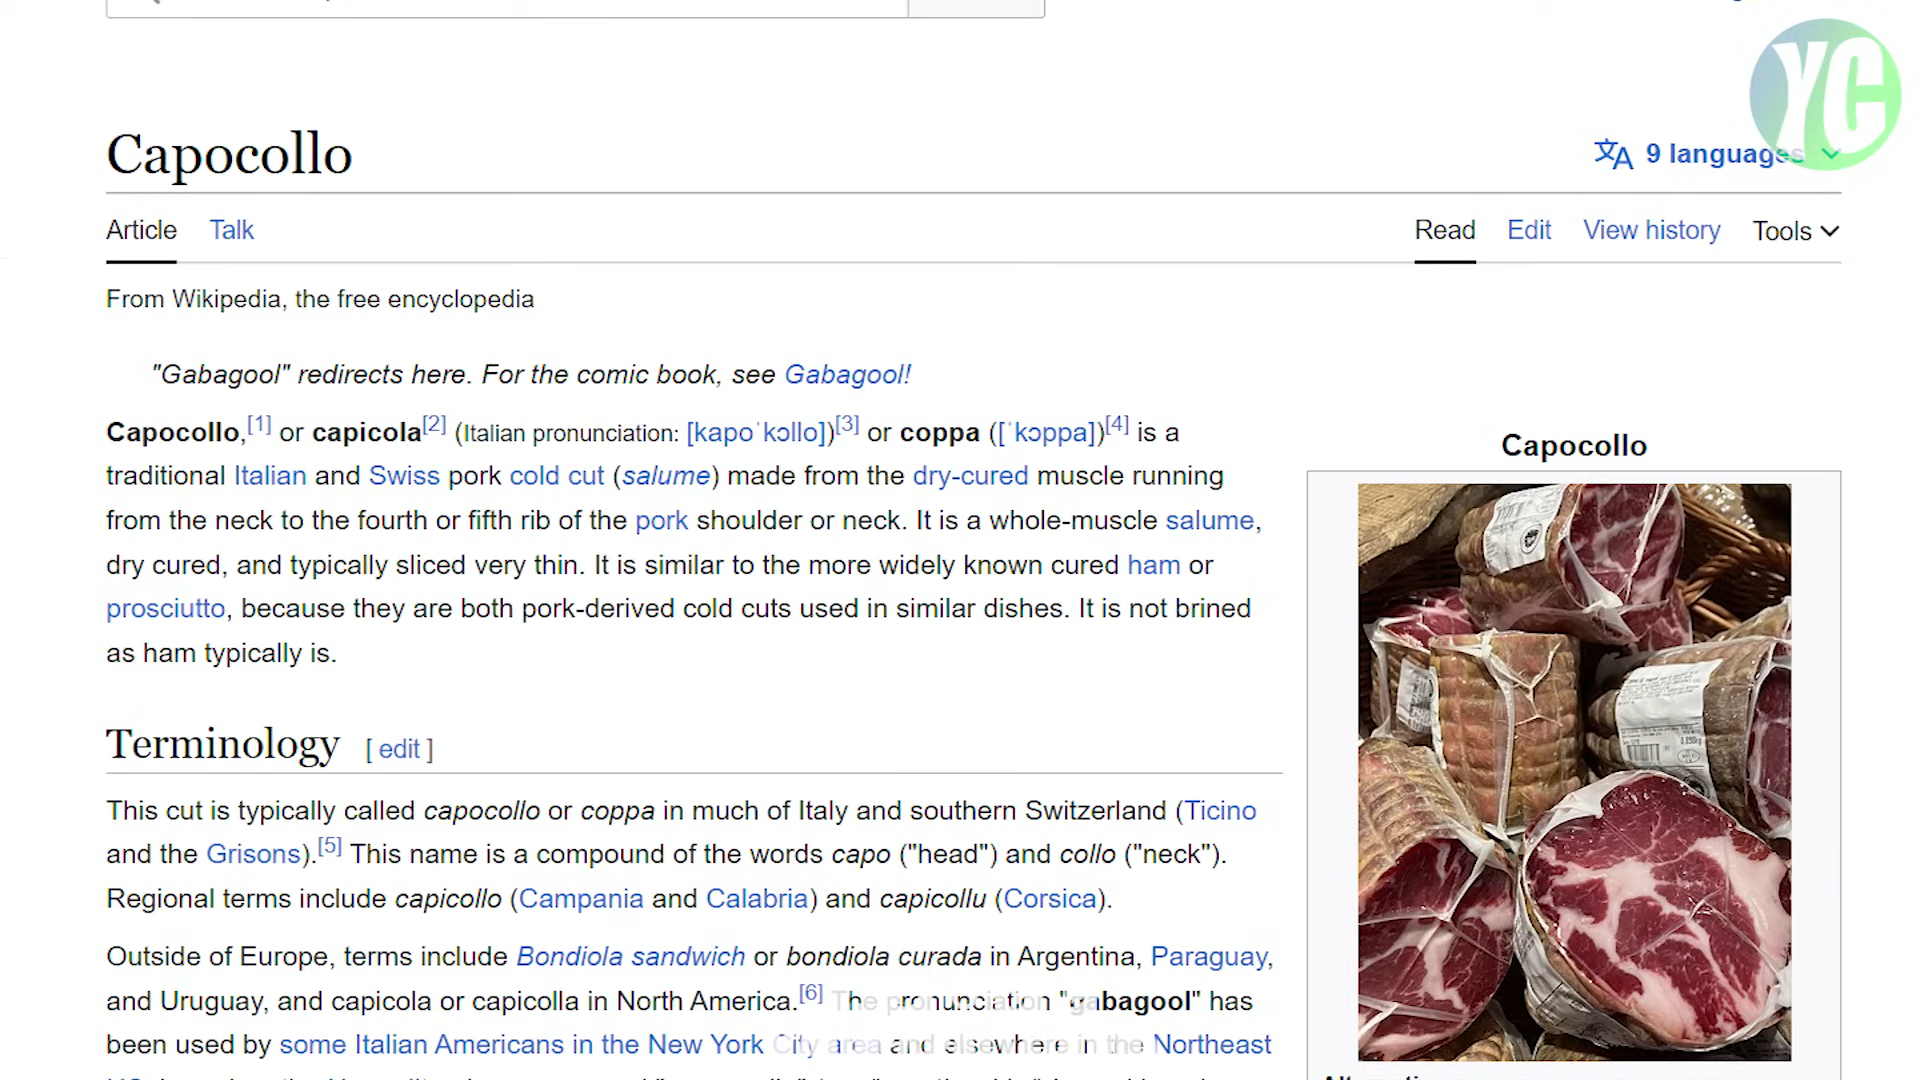 YC
Capocollo
9 languages
Article Talk
Read Edit View history Tools
From Wikipedia, the free encyclopedia
"Gabagool" redirects here. For the comic book, see Gabagool!
Capocollo,[1] or capicola[2] (Italian pronunciation: [kapoˈkɔllo])[3] or coppa ([ˈkɔppa])[4] is a
traditional Italian and Swiss pork cold cut (salume) made from the dry-cured muscle running
from the neck to the fourth or fifth rib of the pork shoulder or neck. It is a whole-muscle salume,
dry cured, and typically sliced very thin. It is similar to the more widely known cured ham or
prosciutto, because they are both pork-derived cold cuts used in similar dishes. It is not brined
as ham typically is.
Capocollo
Terminology [ edit ]
This cut is typically called capocollo or coppa in much of Italy and southern Switzerland (Ticino
and the Grisons).[5] This name is a compound of the words capo ("head") and collo ("neck").
Regional terms include capicollo (Campania and Calabria) and capicollu (Corsica).
Outside of Europe, terms include Bondiola sandwich or bondiola curada in Argentina, Paraguay,
and Uruguay, and capicola or capicolla in North America.[6] The pronunciation "gabagool" has
been used by some Italian Americans in the New York City area and elsewhere in the Northeast